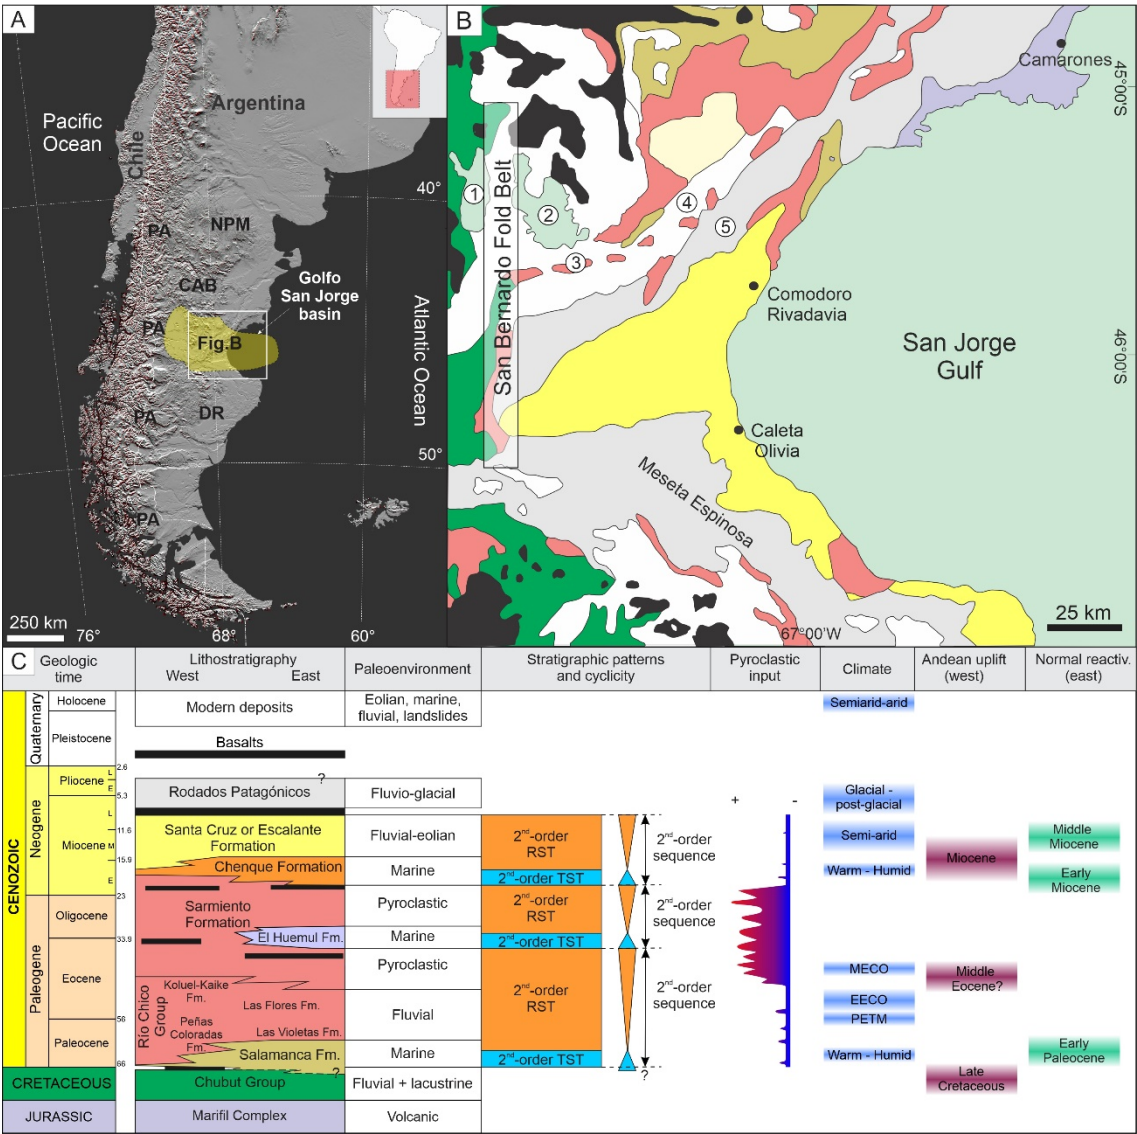 A
Argentina
Pacific
Ocean
Chile
40°
PA
NPM
CAB
Golfo
San Jorge
basin
PA
Fig.B
Atlantic Ocean
PA
DR
50°
PA
250 km
76°
68°
60°
B
Camarones
45°00'S
San Bernardo Fold Belt
1
2
3
4
5
Comodoro
Rivadavia
San Jorge
Gulf
46°00'S
Caleta
Olivia
Meseta Espinosa
67°00'W
25 km
C
Geologic
time
Lithostratigraphy
West
East
Paleoenvironment
Stratigraphic patterns
and cyclicity
Pyroclastic
input
Climate
Andean uplift
(west)
Normal reactiv.
(east)
CENOZOIC
Quaternary
Holocene
Pleistocene
2.6
Neogene
Pliocene
L
E
5.3
Miocene
L
11.6
M
15.9
E
23
Paleogene
Oligocene
33.9
Eocene
56
Paleocene
66
CRETACEOUS
JURASSIC
Modern deposits
Basalts
?
Rodados Patagónicos
Santa Cruz or Escalante
Formation
Chenque Formation
Sarmiento
Formation
El Huemul Fm.
Río Chico
Group
Koluel-Kaike
Fm.
Las Flores Fm.
Peñas
Coloradas
Fm.
Las Violetas Fm.
Salamanca Fm.
?
Chubut Group
Marifil Complex
Eolian, marine,
fluvial, landslides
Fluvio-glacial
Fluvial-eolian
Marine
Pyroclastic
Marine
Pyroclastic
Fluvial
Marine
Fluvial + lacustrine
Volcanic
2nd-order
RST
2nd-order TST
2nd-order
RST
2nd-order TST
2nd-order
RST
2nd-order TST
2nd-order
sequence
2nd-order
sequence
2nd-order
sequence
?
+
-
Semiarid-arid
Glacial -
post-glacial
Semi-arid
Warm - Humid
MECO
EECO
PETM
Warm - Humid
Miocene
Middle
Eocene?
Late
Cretaceous
Middle
Miocene
Early
Miocene
Early
Paleocene